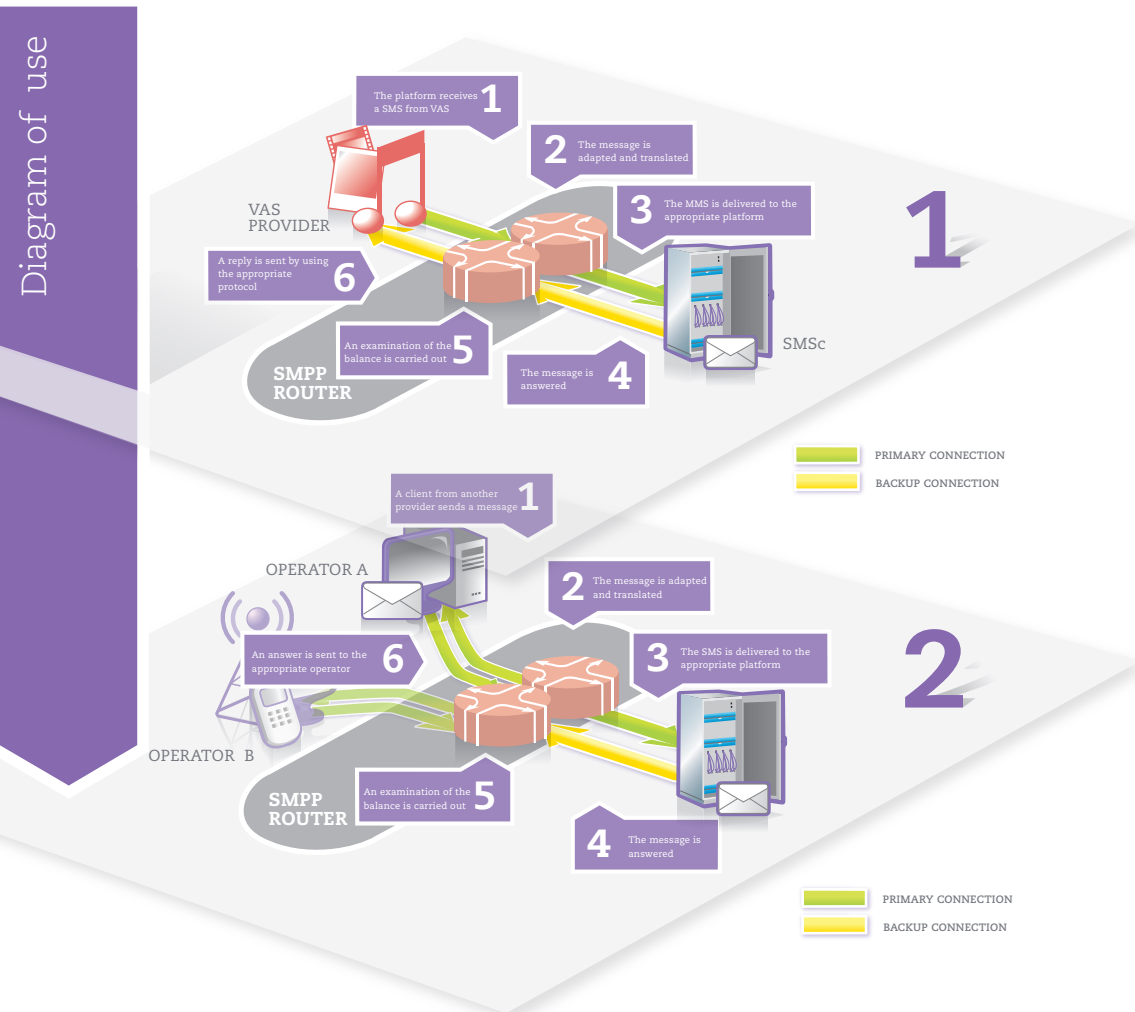 Diagram of use
The platform receives
a SMS from VAS
1
2
The message is
adapted and translated
3
The MMS is delivered to the
appropriate platform
1
VAS
PROVIDER
A reply is sent by using
the appropriate
protocol
6
An examination of the
balance is carried out
5
The message is
answered
4
SMSc
SMPP
ROUTER
PRIMARY CONNECTION
BACKUP CONNECTION
A client from another
provider sends a message
1
OPERATOR A
2
The message is adapted
and translated
3
The SMS is delivered to the
appropriate platform
2
An answer is sent to the
appropriate operator
6
OPERATOR B
An examination of the
balance is carried out
5
SMPP
ROUTER
4
The message is
answered
PRIMARY CONNECTION
BACKUP CONNECTION